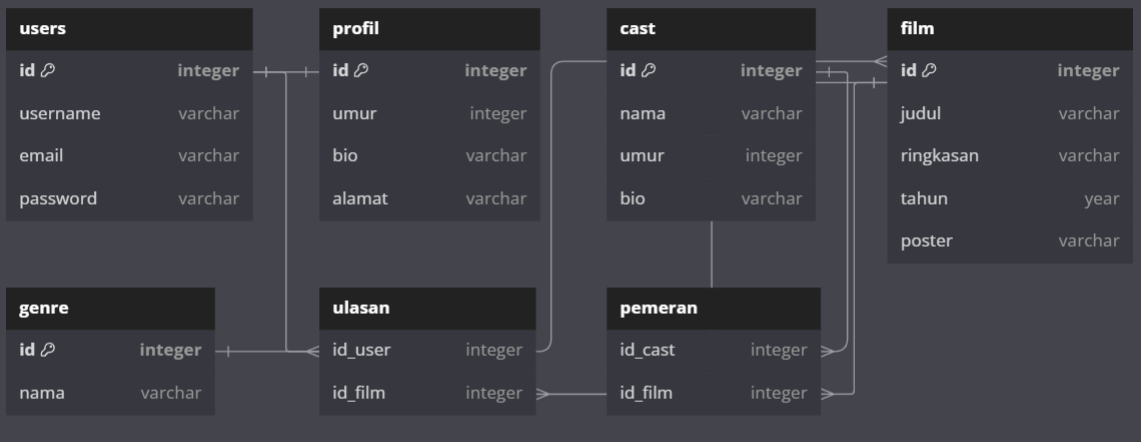 users
id integer
username varchar
email varchar
password varchar
profil
id integer
umur integer
bio varchar
alamat varchar
cast
id integer
nama varchar
umur integer
bio varchar
film
id integer
judul varchar
ringkasan varchar
tahun year
poster varchar
genre
id integer
nama varchar
ulasan
id_user integer
id_film integer
pemeran
id_cast integer
id_film integer